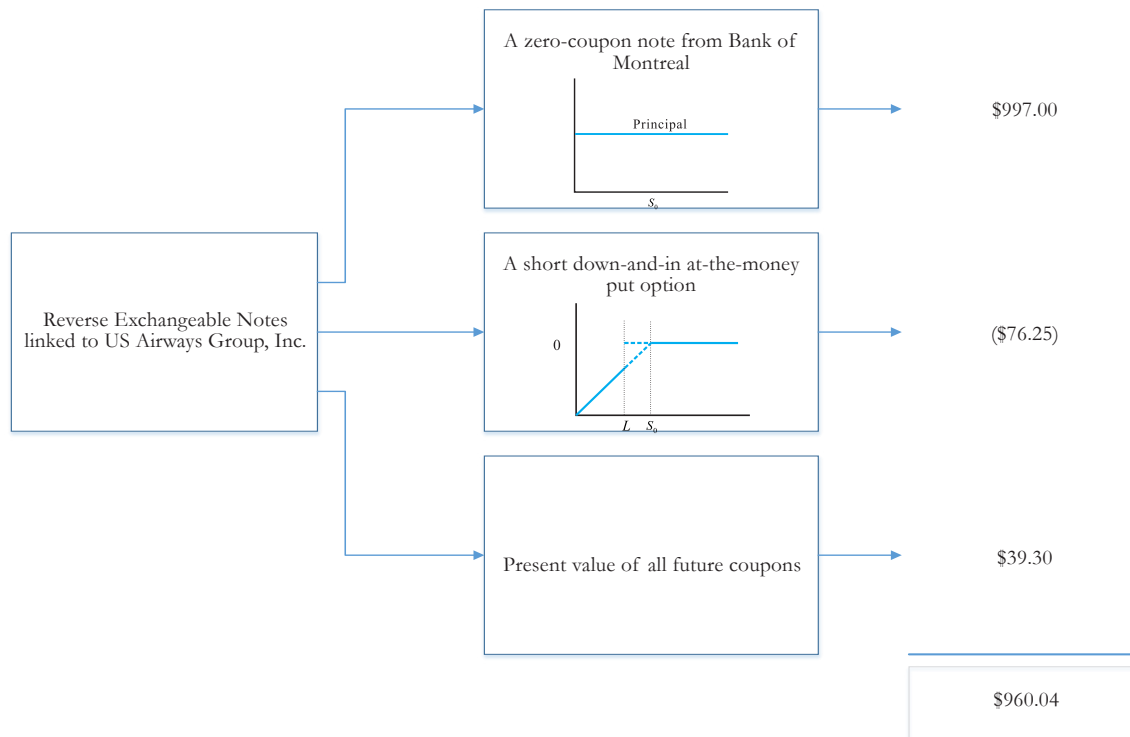 A zero-coupon note from Bank of
Montreal
Principal
S₀
$997.00
Reverse Exchangeable Notes
linked to US Airways Group, Inc.
A short down-and-in at-the-money
put option
0
L S₀
($76.25)
Present value of all future coupons
$39.30
$960.04